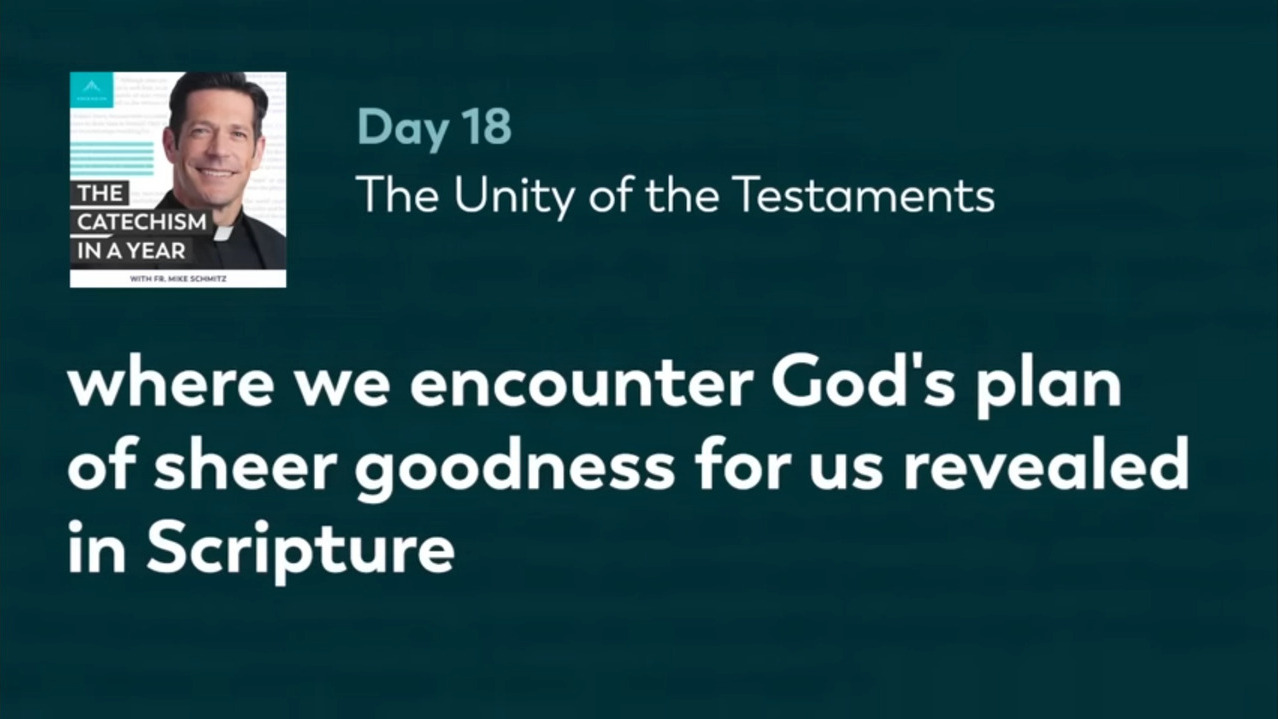 Day 18
The Unity of the Testaments
THE
CATECHISM
IN A YEAR
WITH FR. MIKE SCHMITZ
where we encounter God's plan
of sheer goodness for us revealed
in Scripture